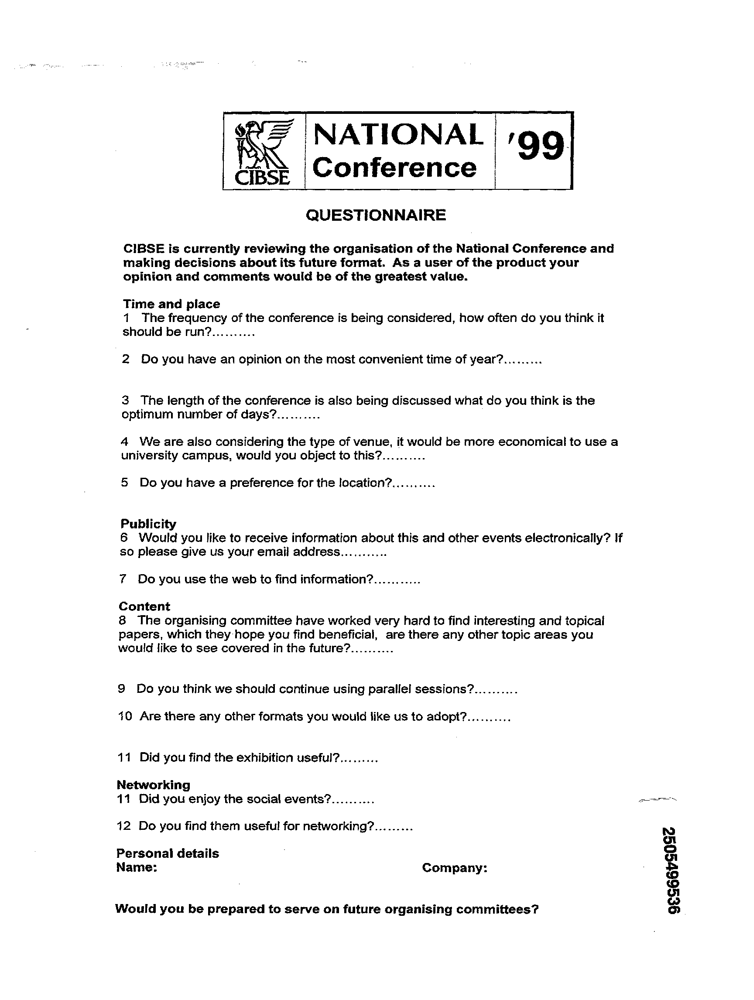 CIBSE
NATIONAL
Conference
'99
QUESTIONNAIRE
CIBSE is currently reviewing the organisation of the National Conference and
making decisions about its future format. As a user of the product your
opinion and comments would be of the greatest value.
Time and place
1 The frequency of the conference is being considered, how often do you think it
should be run?..........
2 Do you have an opinion on the most convenient time of year?.........
3 The length of the conference is also being discussed what do you think is the
optimum number of days?..........
4 We are also considering the type of venue, it would be more economical to use a
university campus, would you object to this?..........
5 Do you have a preference for the location?..........
Publicity
6 Would you like to receive information about this and other events electronically? If
so please give us your email address...........
7 Do you use the web to find information?...........
Content
8 The organising committee have worked very hard to find interesting and topical
papers, which they hope you find beneficial, are there any other topic areas you
would like to see covered in the future?..........
9 Do you think we should continue using parallel sessions?..........
10 Are there any other formats you would like us to adopt?..........
11 Did you find the exhibition useful?.........
Networking
11 Did you enjoy the social events?..........
12 Do you find them useful for networking?.........
Personal details
Name: Company:
Would you be prepared to serve on future organising committees?
2505499536